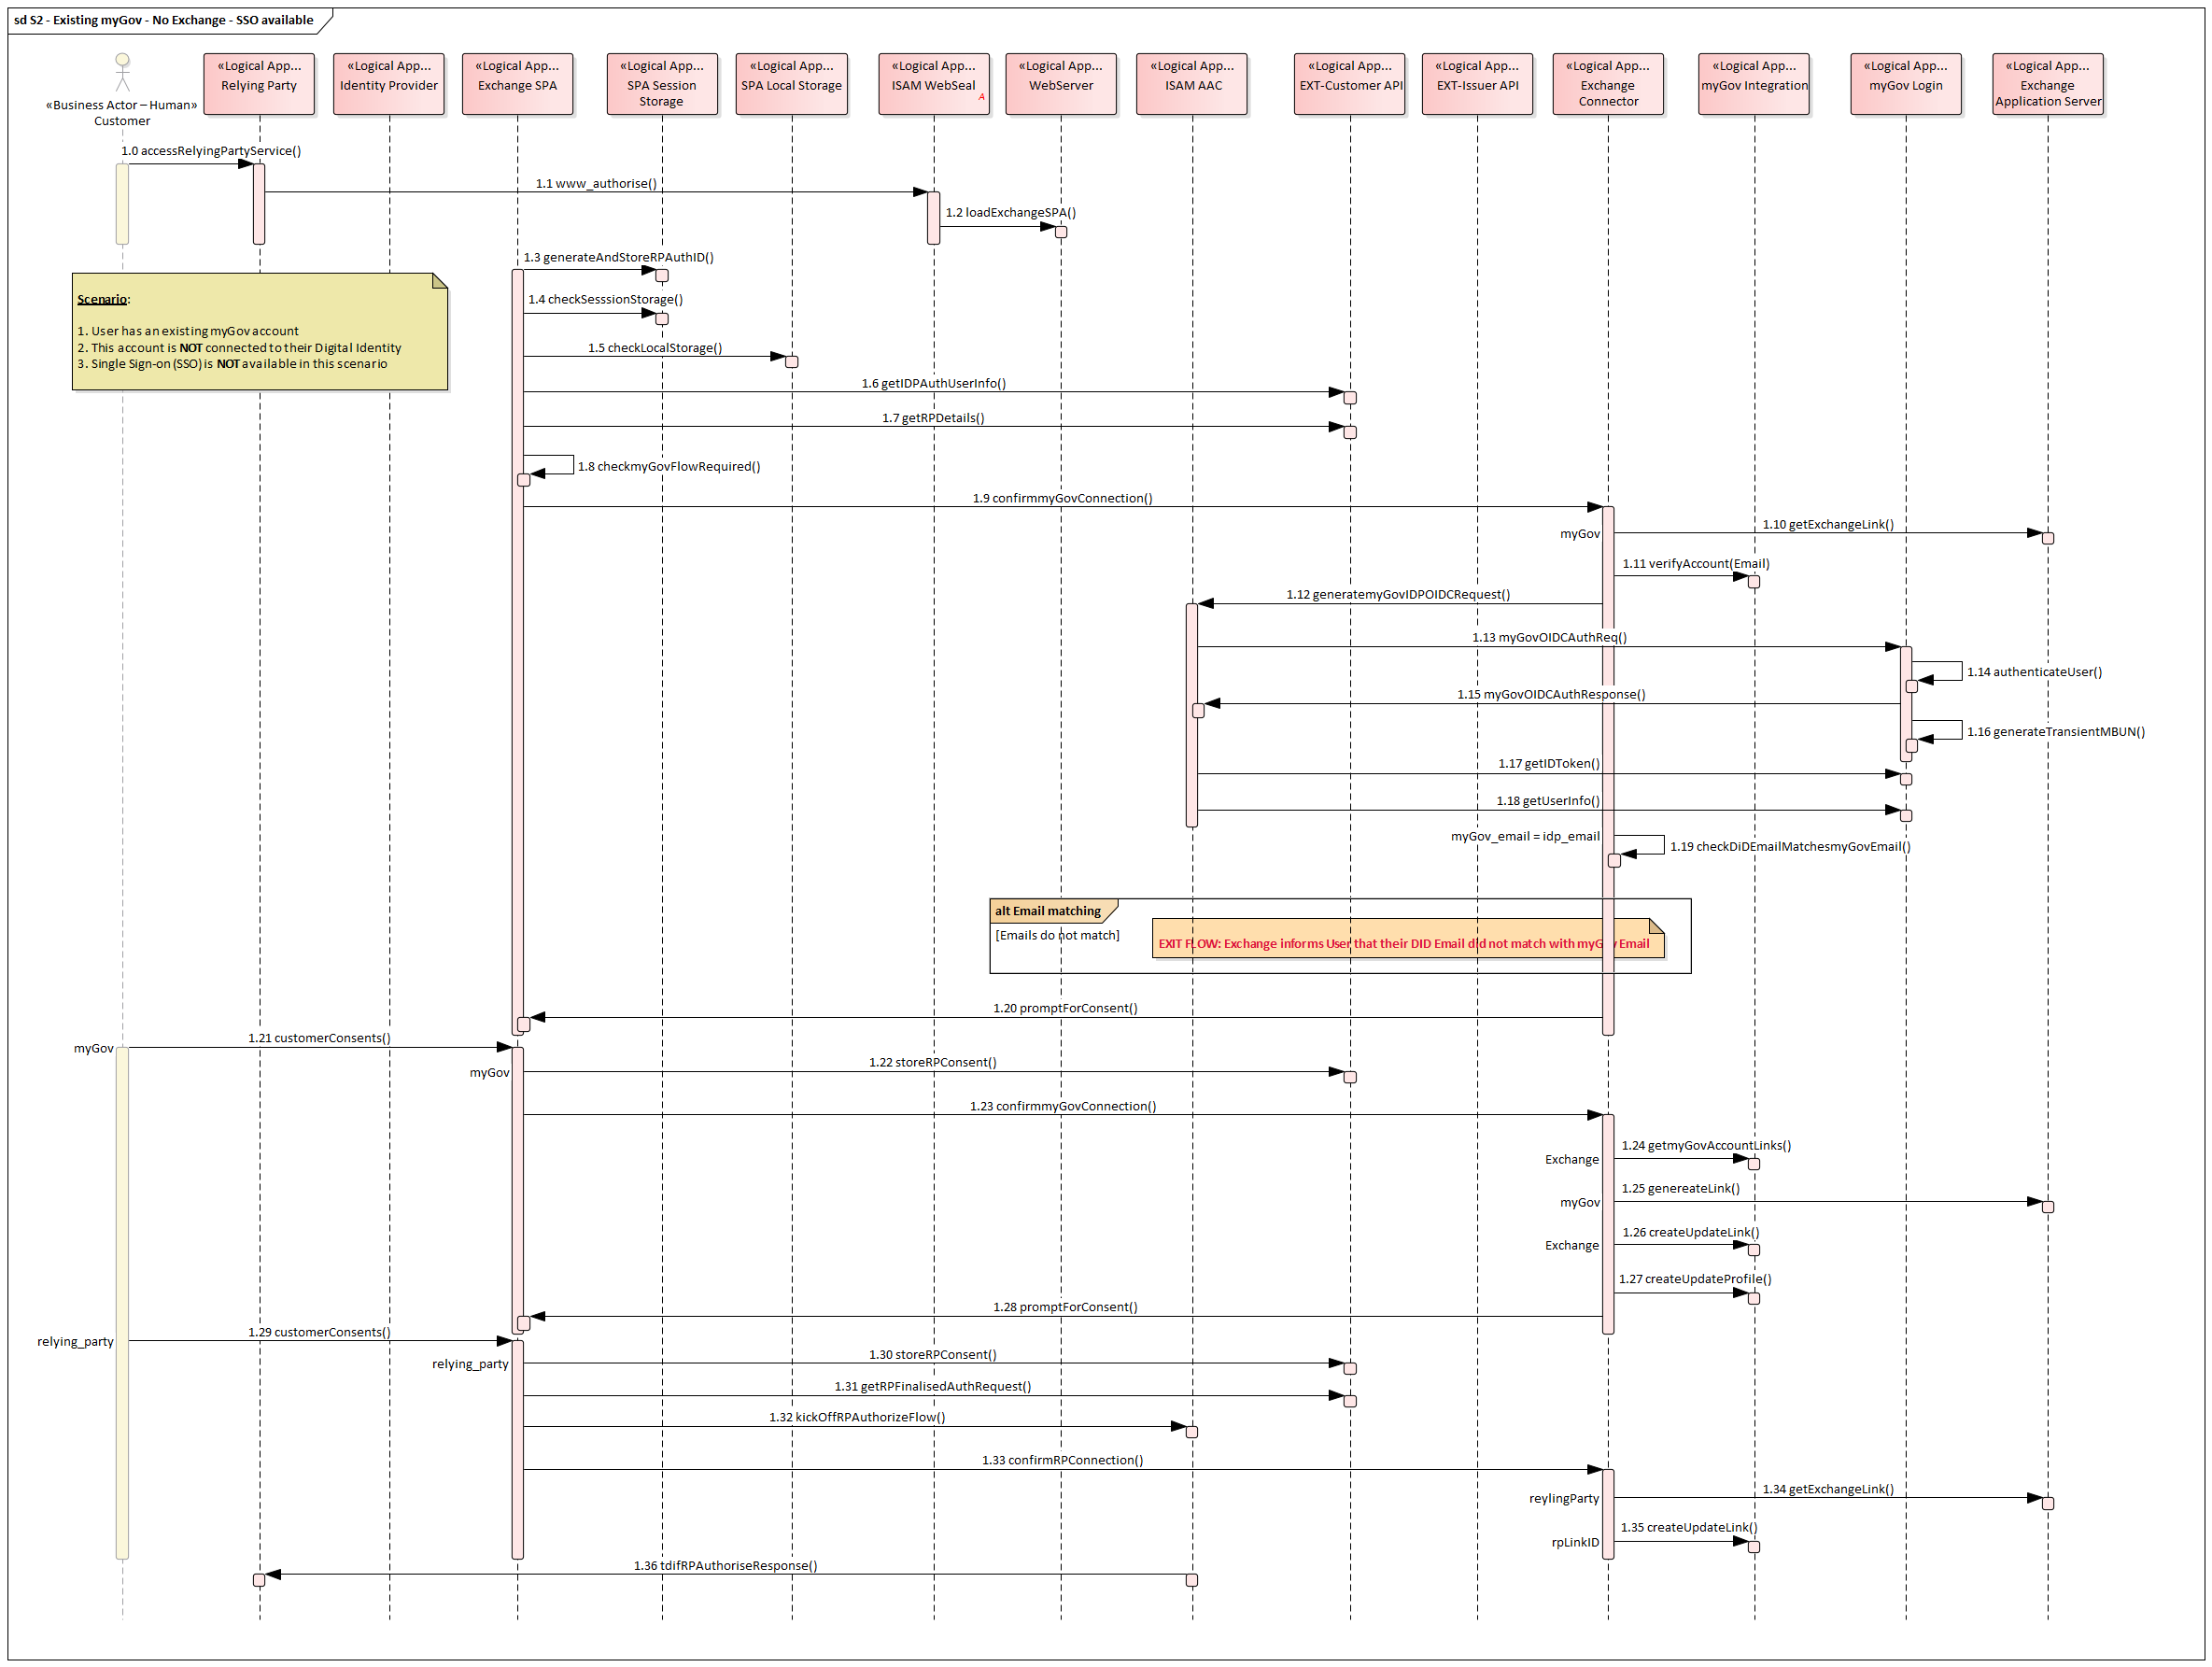 sd S2 - Existing myGov - No Exchange - SSO available
«Business Actor – Human»
Customer
«Logical App...
Relying Party
«Logical App...
Identity Provider
«Logical App...
Exchange SPA
«Logical App...
SPA Session
Storage
«Logical App...
SPA Local Storage
«Logical App...
ISAM WebSeal
A
«Logical App...
WebServer
«Logical App...
ISAM AAC
«Logical App...
EXT-Customer API
«Logical App...
EXT-Issuer API
«Logical App...
Exchange
Connector
«Logical App...
myGov Integration
«Logical App...
myGov Login
«Logical App...
Exchange
Application Server
1.0 accessRelyingPartyService()
1.1 www_authorise()
1.2 loadExchangeSPA()
1.3 generateAndStoreRPAuthID()
Scenario:
1. User has an existing myGov account
2. This account is NOT connected to their Digital Identity
3. Single Sign-on (SSO) is NOT available in this scenario
1.4 checkSesssionStorage()
1.5 checkLocalStorage()
1.6 getIDPAuthUserInfo()
1.7 getRPDetails()
1.8 checkmyGovFlowRequired()
1.9 confirmmyGovConnection()
myGov
1.10 getExchangeLink()
1.11 verifyAccount(Email)
1.12 generatemyGovIDPOIDCRequest()
1.13 myGovOIDCAuthReq()
1.14 authenticateUser()
1.15 myGovOIDCAuthResponse()
1.16 generateTransientMBUN()
1.17 getIDToken()
1.18 getUserInfo()
myGov_email = idp_email
1.19 checkDiDEmailMatchesmyGovEmail()
alt Email matching
[Emails do not match]
EXIT FLOW: Exchange informs User that their DID Email did not match with myGov Email
1.20 promptForConsent()
myGov
1.21 customerConsents()
myGov
1.22 storeRPConsent()
1.23 confirmmyGovConnection()
Exchange
1.24 getmyGovAccountLinks()
myGov
1.25 genereateLink()
Exchange
1.26 createUpdateLink()
1.27 createUpdateProfile()
1.28 promptForConsent()
relying_party
1.29 customerConsents()
relying_party
1.30 storeRPConsent()
1.31 getRPFinalisedAuthRequest()
1.32 kickOffRPAuthorizeFlow()
1.33 confirmRPConnection()
reylingParty
1.34 getExchangeLink()
rpLinkID
1.35 createUpdateLink()
1.36 tdifRPAuthoriseResponse()